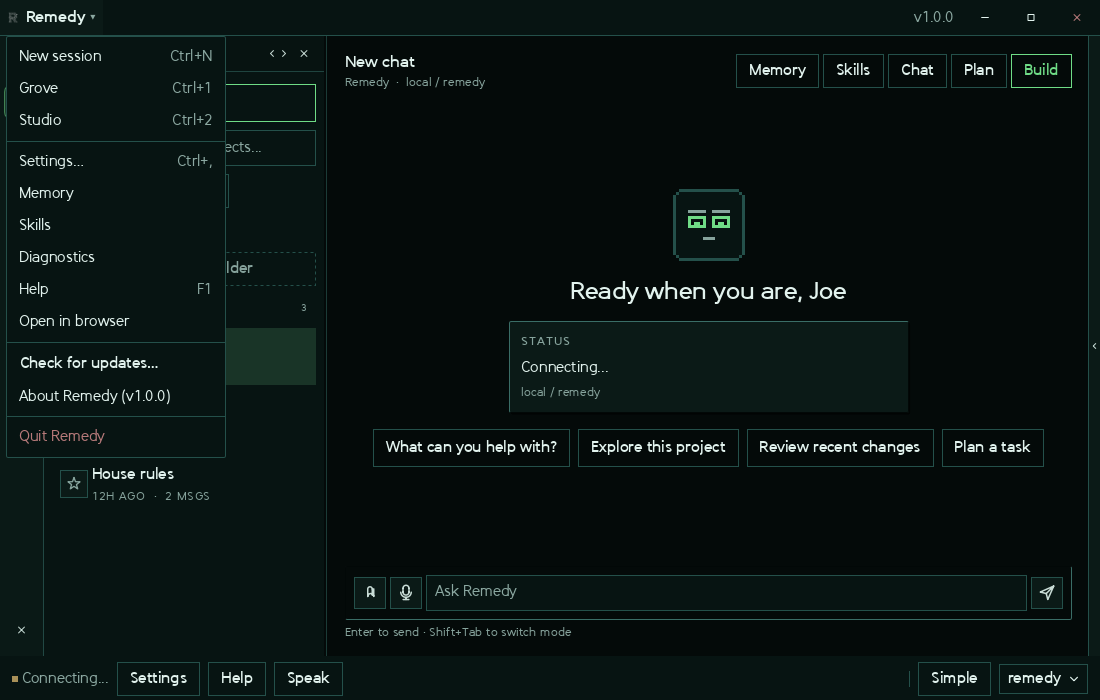 Remedy
v1.0.0
New session Ctrl+N
Grove Ctrl+1
Studio Ctrl+2
Settings... Ctrl+,
Memory
Skills
Diagnostics
Help F1
Open in browser
Check for updates...
About Remedy (v1.0.0)
Quit Remedy
ects...
lder
3
House rules
12H AGO · 2 MSGS
New chat
Remedy · local / remedy
Memory Skills Chat Plan Build
Ready when you are, Joe
STATUS
Connecting...
local / remedy
What can you help with? Explore this project Review recent changes Plan a task
Ask Remedy
Enter to send · Shift+Tab to switch mode
Connecting... Settings Help Speak Simple remedy